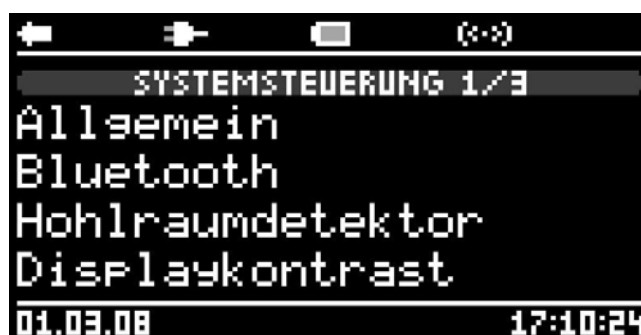 SYSTEMSTEUERUNG 1/3
Allgemein
Bluetooth
Hohlraumdetektor
Displaykontrast
01.03.08 17:10:24